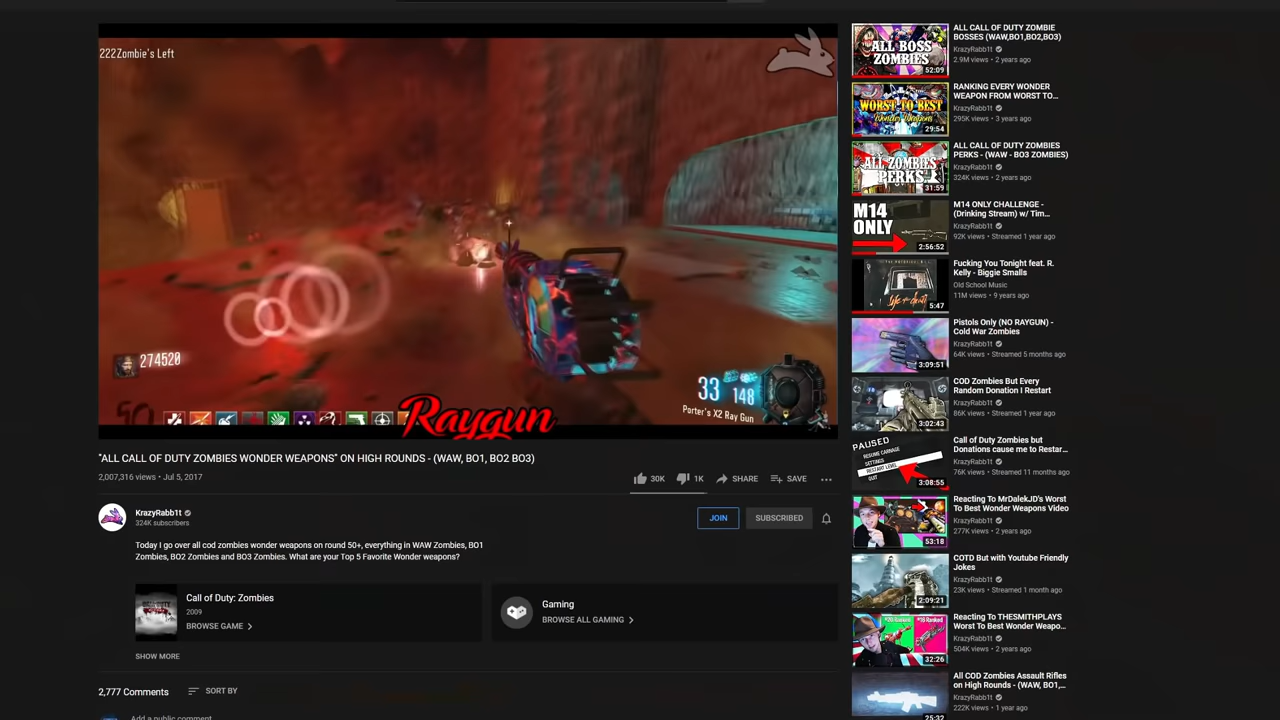 222Zombie's Left
274520
33
148
Porter's X2 Ray Gun
50
Raygun
"ALL CALL OF DUTY ZOMBIES WONDER WEAPONS" ON HIGH ROUNDS - (WAW, BO1, BO2 BO3)
2,007,316 views • Jul 5, 2017
30K
1K
SHARE
SAVE
KrazyRabb1t
324K subscribers
JOIN
SUBSCRIBED
Today I go over all cod zombies wonder weapons on round 50+, everything in WAW Zombies, BO1
Zombies, BO2 Zombies and BO3 Zombies. What are your Top 5 Favorite Wonder weapons?
Call of Duty: Zombies
2009
BROWSE GAME
Gaming
BROWSE ALL GAMING
SHOW MORE
2,777 Comments
SORT BY
Add a public comment
ALL BOSS
ZOMBIES
52:09
ALL CALL OF DUTY ZOMBIE
BOSSES (WAW,BO1,BO2,BO3)
KrazyRabb1t
2.9M views • 2 years ago
WORST TO BEST
Wonder Weapons
29:54
RANKING EVERY WONDER
WEAPON FROM WORST TO...
KrazyRabb1t
295K views • 3 years ago
ALL ZOMBIES
PERKS
31:59
ALL CALL OF DUTY ZOMBIES
PERKS - (WAW - BO3 ZOMBIES)
KrazyRabb1t
324K views • 2 years ago
M14
ONLY
2:56:52
M14 ONLY CHALLENGE -
(Drinking Stream) w/ Tim...
KrazyRabb1t
92K views • Streamed 1 year ago
5:47
Fucking You Tonight feat. R.
Kelly - Biggie Smalls
Old School Music
11M views • 9 years ago
3:09:51
Pistols Only (NO RAYGUN) -
Cold War Zombies
KrazyRabb1t
64K views • Streamed 5 months ago
3:02:43
COD Zombies But Every
Random Donation I Restart
KrazyRabb1t
86K views • Streamed 1 year ago
PAUSED
RESUME CARNAGE
SETTINGS
RESTART LEVEL
QUIT
3:08:55
Call of Duty Zombies but
Donations cause me to Restar...
KrazyRabb1t
76K views • Streamed 11 months ago
53:18
Reacting To MrDalekJD's Worst
To Best Wonder Weapons Video
KrazyRabb1t
277K views • 2 years ago
2:09:21
COTD But with Youtube Friendly
Jokes
KrazyRabb1t
23K views • Streamed 1 month ago
32:26
Reacting To THESMITHPLAYS
Worst To Best Wonder Weapo...
KrazyRabb1t
504K views • 2 years ago
25:32
All COD Zombies Assault Rifles
on High Rounds - (WAW, BO1,...
KrazyRabb1t
222K views • 1 year ago